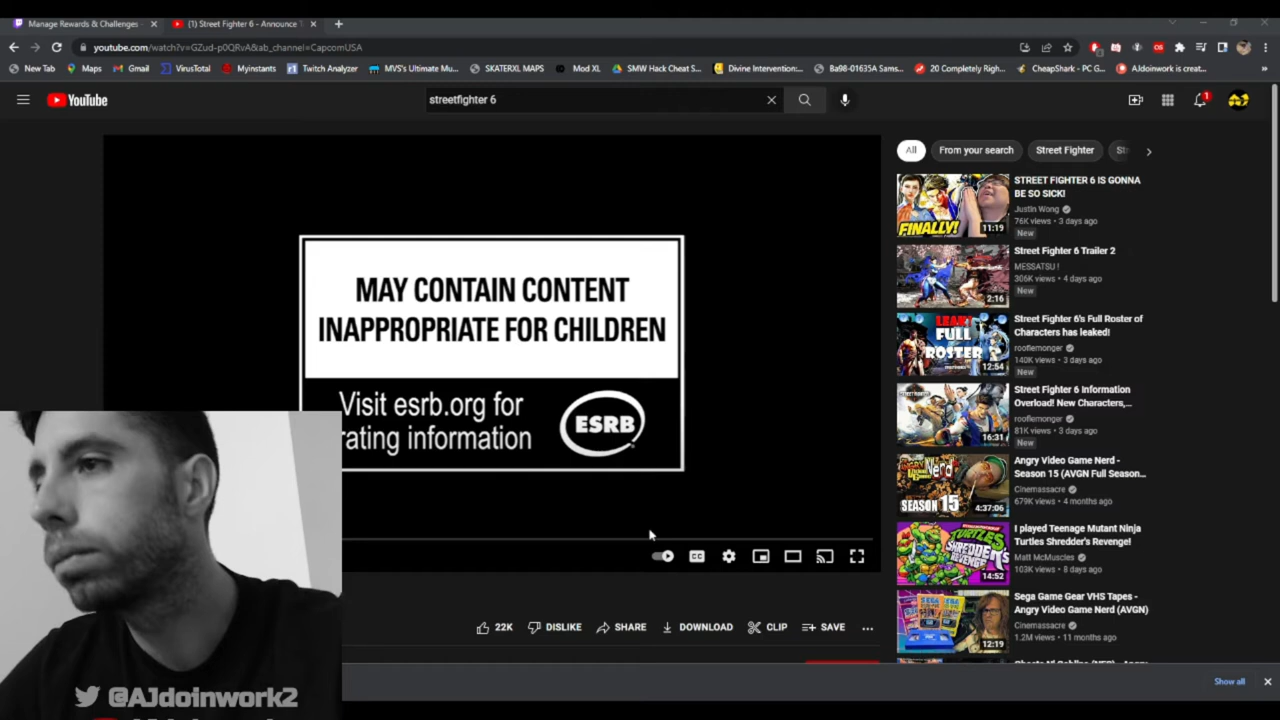 Manage Rewards & Challenges -
(1) Street Fighter 6 - Announce T
youtube.com/watch?v=GZud-p0QRvA&ab_channel=CapcomUSA
New Tab
Maps
Gmail
VirusTotal
Myinstants
Twitch Analyzer
MVS's Ultimate Mu...
SKATERXL MAPS
Mod XL
SMW Hack Cheat S...
Divine Intervention:...
Ba98-01635A Sams...
20 Completely Righ...
CheapShark - PC G...
AJdoinwork is creat...
YouTube
streetfighter 6
1
All
From your search
Street Fighter
MAY CONTAIN CONTENT
INAPPROPRIATE FOR CHILDREN
Visit esrb.org for
rating information
ESRB
CC
22K
DISLIKE
SHARE
DOWNLOAD
CLIP
SAVE
FINALLY!
11:19
STREET FIGHTER 6 IS GONNA
BE SO SICK!
Justin Wong
76K views • 3 days ago
New
2:16
Street Fighter 6 Trailer 2
MESSATSU !
306K views • 4 days ago
New
LEAK!
FULL
ROSTER
12:54
Street Fighter 6's Full Roster of
Characters has leaked!
rooflemonger
140K views • 3 days ago
New
16:31
Street Fighter 6 Information
Overload! New Characters,...
rooflemonger
81K views • 3 days ago
New
SEASON 15
4:37:06
Angry Video Game Nerd -
Season 15 (AVGN Full Season...
Cinemassacre
679K views • 4 months ago
TURTLES
SHREDDER'S
REVENGE!
14:52
I played Teenage Mutant Ninja
Turtles Shredder's Revenge!
Matt McMuscles
103K views • 8 days ago
12:19
Sega Game Gear VHS Tapes -
Angry Video Game Nerd (AVGN)
Cinemassacre
1.2M views • 11 months ago
Show all
@AJdoinwork2